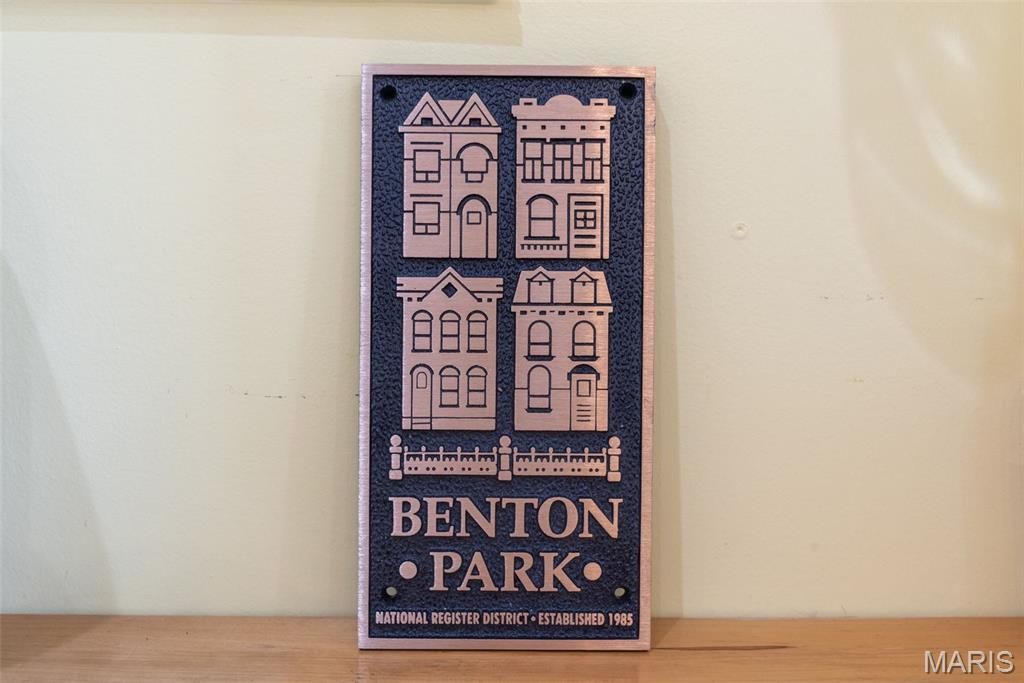 BENTON
• PARK •
NATIONAL REGISTER DISTRICT • ESTABLISHED 1985
MARIS